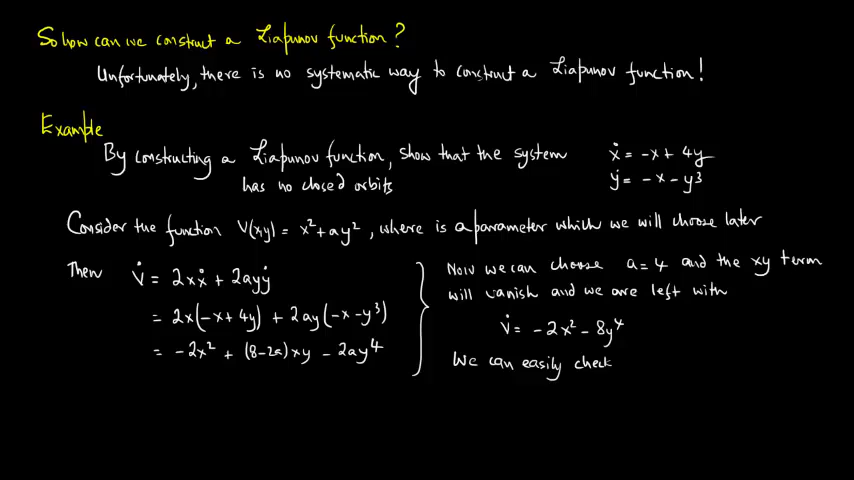 So how can we construct a Liapunov function?
Unfortunately, there is no systematic way to construct a Liapunov function!
Example
By constructing a Liapunov function, show that the system ẋ = -x + 4y
has no closed orbits ẏ = -x - y³
Consider the function V(xy) = x² + ay², where is a parameter which we will choose later
Then V̇ = 2xẋ + 2ayẏ
= 2x(-x + 4y) + 2ay(-x - y³)
= -2x² + (8-2a)xy - 2ay⁴
Now we can choose a=4 and the xy term
will vanish and we are left with
V̇ = -2x² - 8y⁴
We can easily check